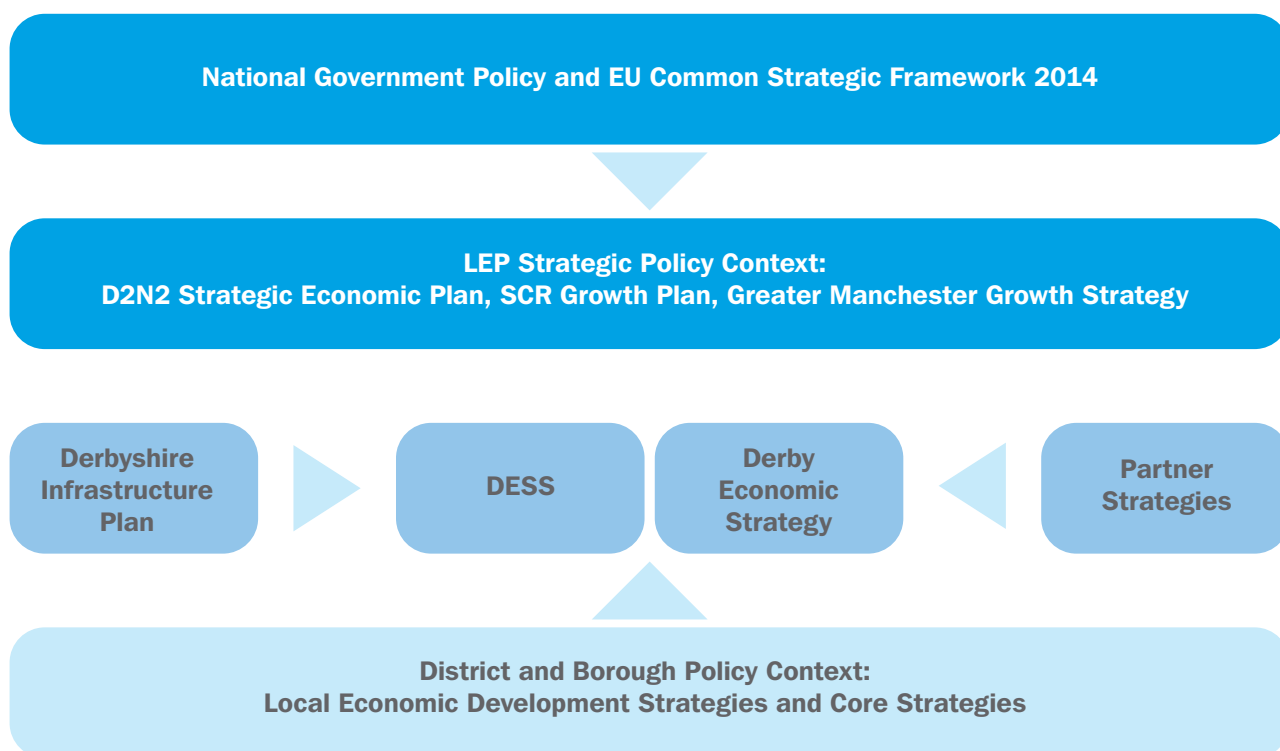 National Government Policy and EU Common Strategic Framework 2014
LEP Strategic Policy Context:
D2N2 Strategic Economic Plan, SCR Growth Plan, Greater Manchester Growth Strategy
Derbyshire
Infrastructure
Plan
DESS
Derby
Economic
Strategy
Partner
Strategies
District and Borough Policy Context:
Local Economic Development Strategies and Core Strategies